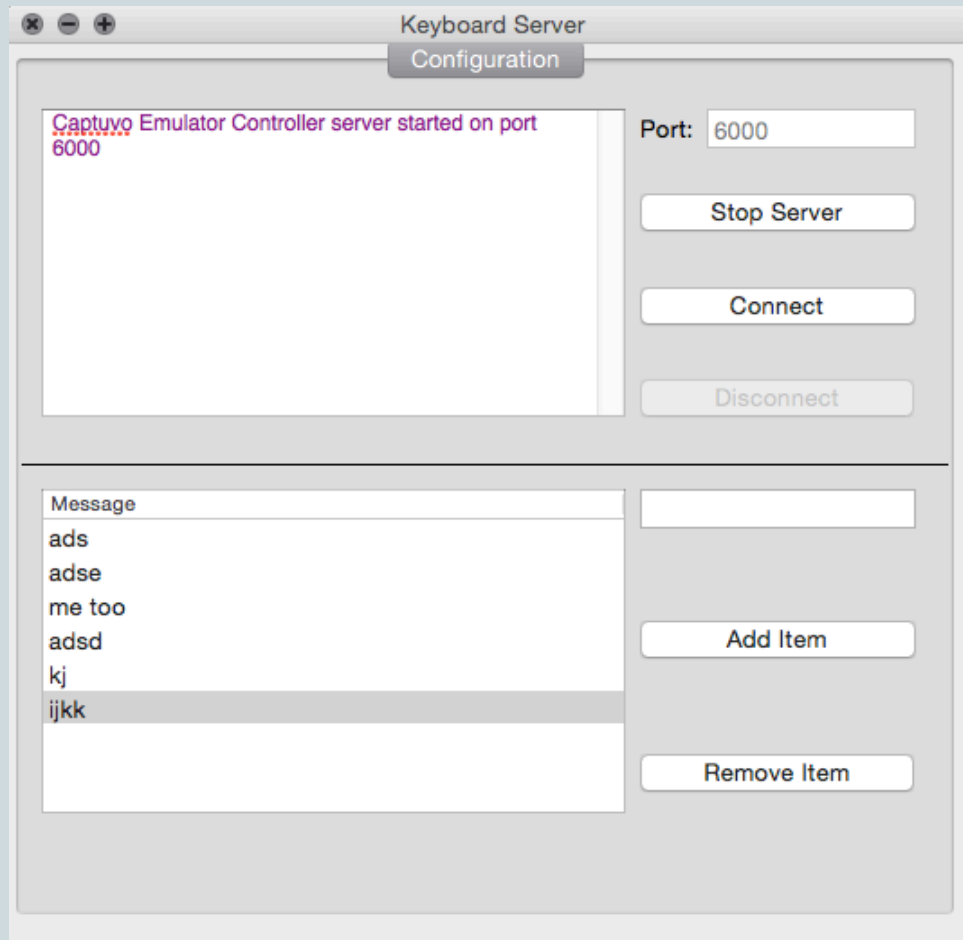 Keyboard Server
Configuration
Captuvo Emulator Controller server started on port
6000
Port: 6000
Stop Server
Connect
Disconnect
Message
ads
adse
me too
adsd
kj
ijkk
Add Item
Remove Item